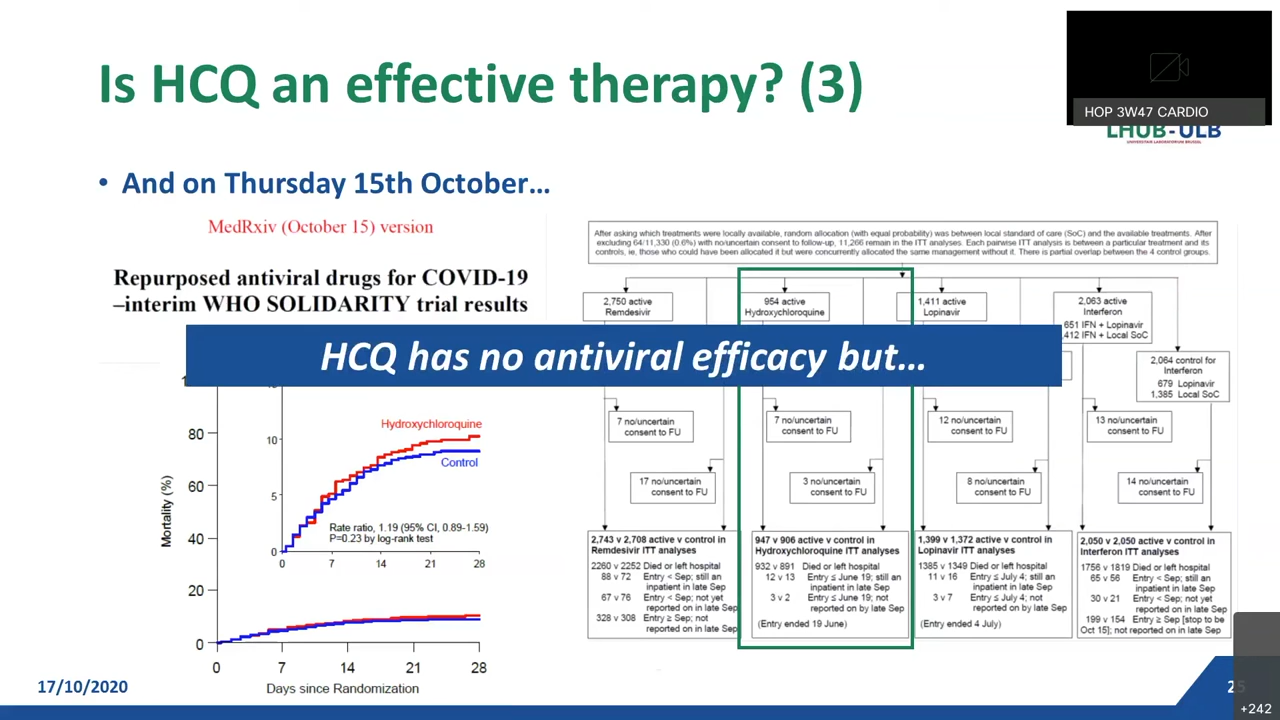 Is HCQ an effective therapy? (3)
HOP 3W47 CARDIO
LHUB-ULB
UNIVERSITAIR LABORATORIUM BRUSSEL
• And on Thursday 15th October…
MedRxiv (October 15) version
Repurposed antiviral drugs for COVID-19
–interim WHO SOLIDARITY trial results
After asking which treatments were locally available, random allocation (with equal probability) was between local standard of care (SoC) and the available treatments. After
excluding 64/11,330 (0.6%) with no/uncertain consent to follow-up, 11,266 remain in the ITT analyses. Each pairwise ITT analysis is between a particular treatment and its
controls, ie, those who could have been allocated it but were concurrently allocated the same management without it. There is partial overlap between the 4 control groups.
2,750 active
Remdesivir
954 active
Hydroxychloroquine
1,411 active
Lopinavir
2,063 active
Interferon
651 IFN + Lopinavir
412 IFN + Local SoC
HCQ has no antiviral efficacy but…
2,064 control for
Interferon
679 Lopinavir
1,385 Local SoC
7 no/uncertain
consent to FU
7 no/uncertain
consent to FU
12 no/uncertain
consent to FU
13 no/uncertain
consent to FU
17 no/uncertain
consent to FU
3 no/uncertain
consent to FU
8 no/uncertain
consent to FU
14 no/uncertain
consent to FU
2,743 v 2,708 active v control in
Remdesivir ITT analyses
2260 v 2252 Died or left hospital
88 v 72 Entry < Sep; still an
inpatient in late Sep
67 v 76 Entry < Sep; not yet
reported on in late Sep
328 v 308 Entry ≥ Sep; not
reported on in late Sep
947 v 906 active v control in
Hydroxychloroquine ITT analyses
932 v 891 Died or left hospital
12 v 13 Entry ≤ June 19; still an
inpatient in late Sep
3 v 2 Entry ≤ June 19; not
reported on by late Sep
(Entry ended 19 June)
1,399 v 1,372 active v control in
Lopinavir ITT analyses
1385 v 1349 Died or left hospital
11 v 16 Entry ≤ July 4; still an
inpatient in late Sep
3 v 7 Entry ≤ July 4; not
reported on by late Sep
(Entry ended 4 July)
2,050 v 2,050 active v control in
Interferon ITT analyses
1756 v 1819 Died or left hospital
65 v 56 Entry < Sep; still an
inpatient in late Sep
30 v 21 Entry < Sep; not yet
reported on in late Sep
199 v 154 Entry ≥ Sep [stop to be
Oct 15]; not reported on in late Sep
Mortality (%)
80
60
40
20
0
10
5
0
Hydroxychloroquine
Control
Rate ratio, 1.19 (95% CI, 0.89-1.59)
P=0.23 by log-rank test
0 7 14 21 28
0 7 14 21 28
Days since Randomization
17/10/2020
+242